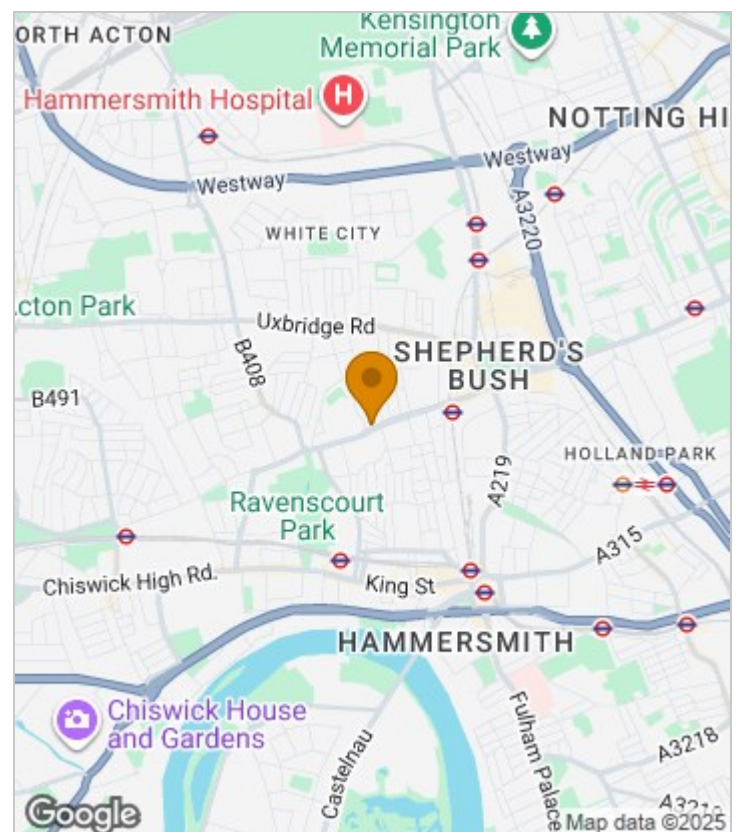 ORTH ACTON
Kensington
Memorial Park
Hammersmith Hospital
H
NOTTING HI
Westway
Westway
A3220
WHITE CITY
cton Park
Uxbridge Rd
B408
SHEPHERD'S
BUSH
B491
HOLLAND PARK
A219
Ravenscourt
Park
A315
Chiswick High Rd.
King St
HAMMERSMITH
Chiswick House
and Gardens
Castelnau
Fulham Palace
A3218
Google
Map data ©2025